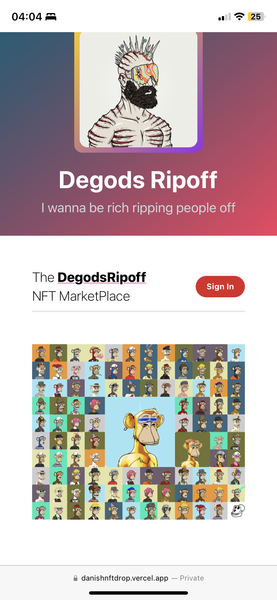 04:04
25
Degods Ripoff
I wanna be rich ripping people off
The DegodsRipoff
NFT MarketPlace
Sign In
danishnftdrop.vercel.app — Private